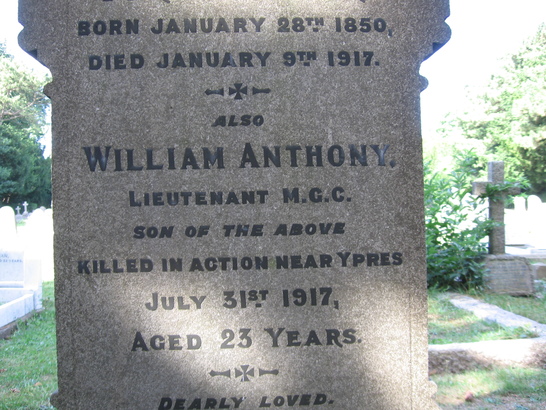 BORN JANUARY 28TH 1850,
DIED JANUARY 9TH 1917.
ALSO
WILLIAM ANTHONY.
LIEUTENANT M.G.C.
SON OF THE ABOVE
KILLED IN ACTION NEAR YPRES
JULY 31ST 1917,
AGED 23 YEARS.
DEARLY LOVED.